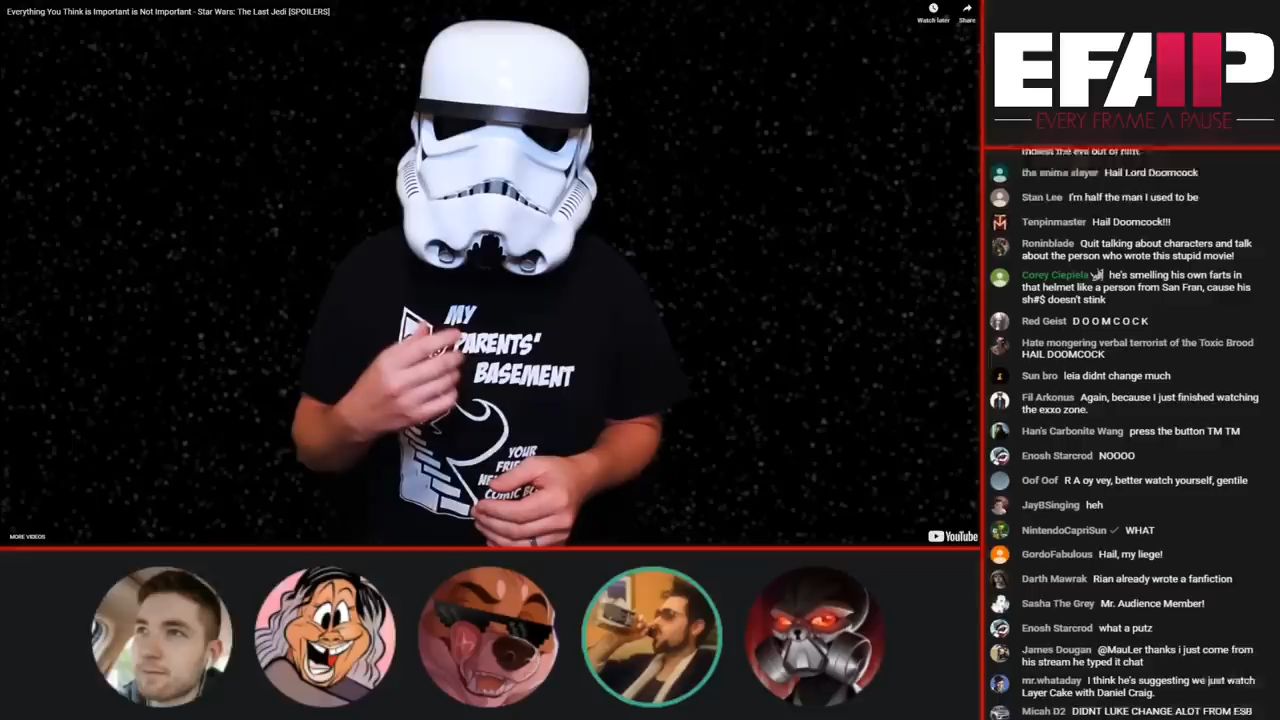 Everything You Think is Important is Not Important - Star Wars: The Last Jedi [SPOILERS]
Watch later
Share
MY
PARENTS'
BASEMENT
YOUR
MORE VIDEOS
YouTube
EFAP
EVERY FRAME A PAUSE
the evil out of him.
the anima slayer Hail Lord Doomcock
Stan Lee I'm half the man I used to be
Tenpinmaster Hail Doomcock!!!
Roninblade Quit talking about characters and talk
about the person who wrote this stupid movie!
Corey Ciepiela he's smelling his own farts in
that helmet like a person from San Fran, cause his
sh#$ doesn't stink
Red Geist D O O M C O C K
Hate mongering verbal terrorist of the Toxic Brood
HAIL DOOMCOCK
Sun bro leia didnt change much
Fil Arkonus Again, because I just finished watching
the exxo zone.
Han's Carbonite Wang press the button TM TM
Enosh Starcrod NOOOO
Oof Oof R A oy vey, better watch yourself, gentile
JayBSinging heh
NintendoCapriSun ✓ WHAT
GordoFabulous Hail, my liege!
Darth Mawrak Rian already wrote a fanfiction
Sasha The Grey Mr. Audience Member!
Enosh Starcrod what a putz
James Dougan @MauLer thanks i just come from
his stream he typed it chat
mr.whataday I think he's suggesting we just watch
Layer Cake with Daniel Craig.
Micah D2 DIDNT LUKE CHANGE ALOT FROM ESB